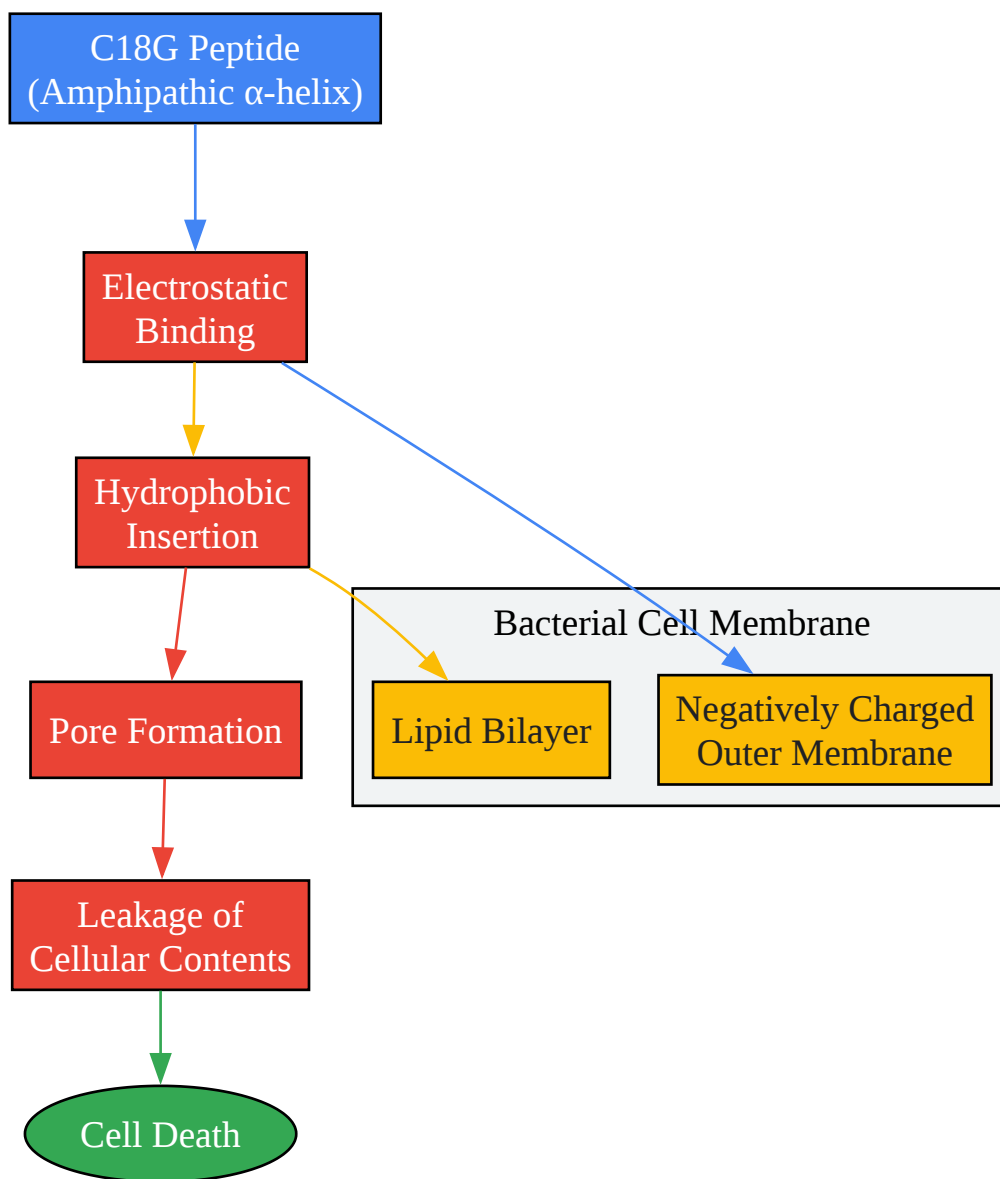 C18G Peptide
(Amphipathic α-helix)
Electrostatic
Binding
Hydrophobic
Insertion
Bacterial Cell Membrane
Pore Formation
Lipid Bilayer
Negatively Charged
Outer Membrane
Leakage of
Cellular Contents
Cell Death